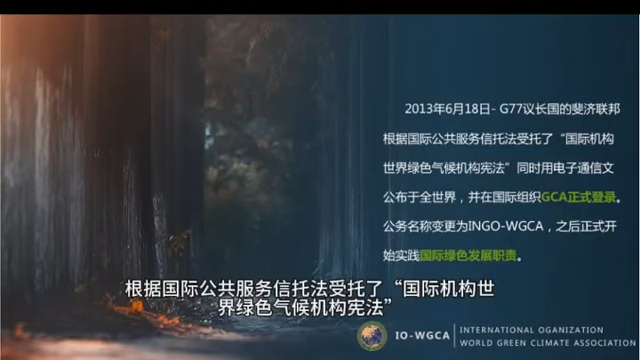 2013年6月18日- G77议长国的斐济联邦
根据国际公共服务信托法受托了“国际机构
世界绿色气候机构宪法”同时用电子通信文
公布于全世界，并在国际组织GCA正式登录。
公务名称变更为INGO-WGCA，之后正式开
始实践国际绿色发展职责。
根据国际公共服务信托法受托了“国际机构世
界绿色气候机构宪法”
IO-WGCA
INTERNATIONAL OGANIZATION
WORLD GREEN CLIMATE ASSOCIATION